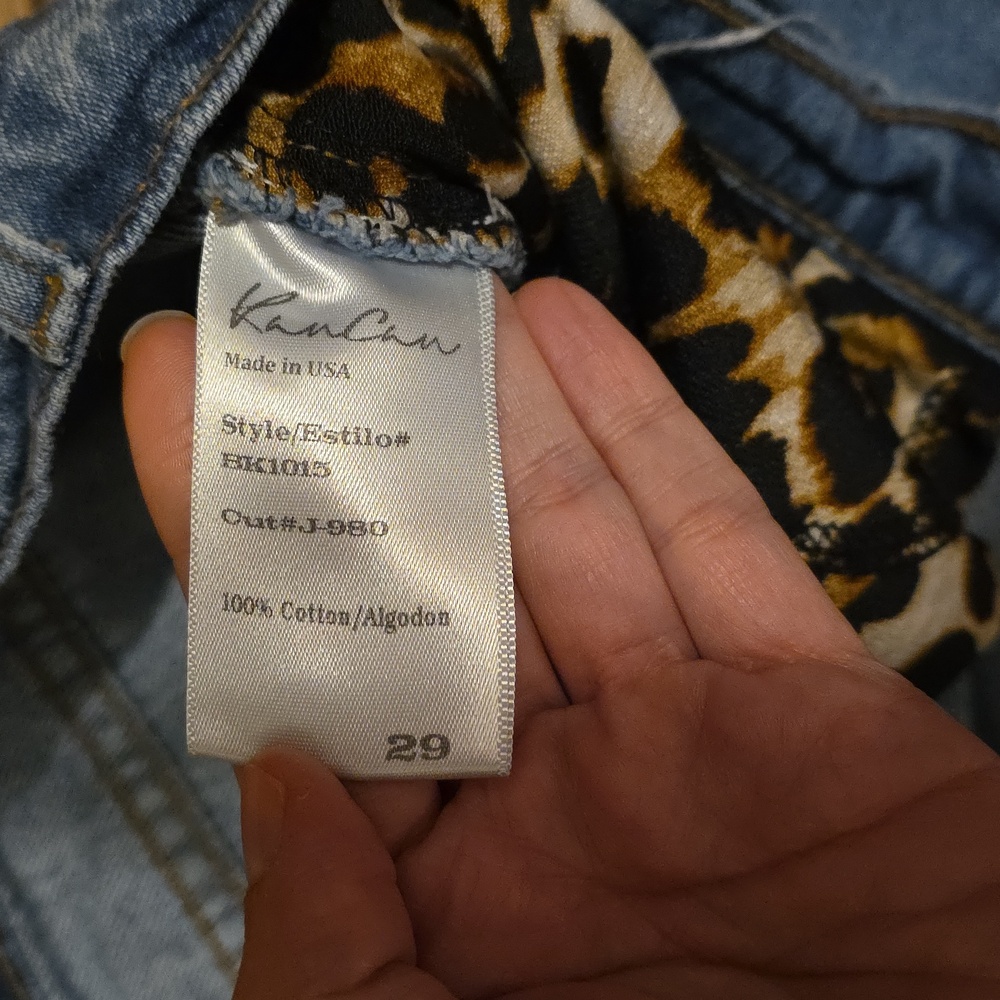 KanCan
Made in USA
Style/Estilo#
BK1015
Cut#J-980
100% Cotton/Algodon
29